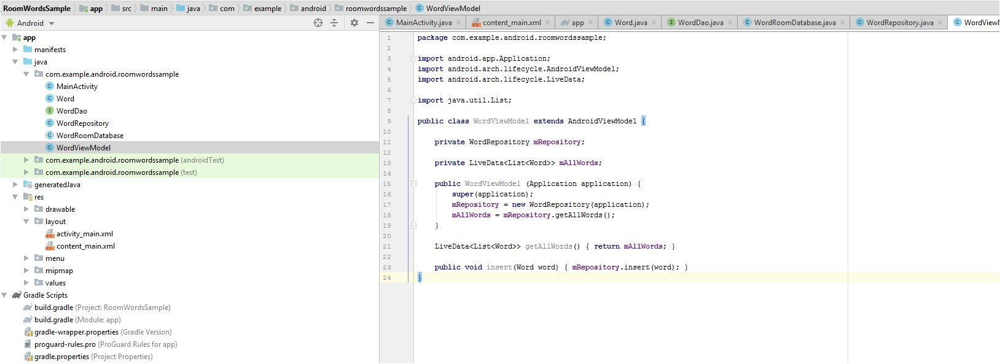 RoomWordsSample app src main java com example android roomwordssample WordViewModel
Android
MainActivity.java content_main.xml app Word.java WordDao.java WordRoomDatabase.java WordRepository.java WordViewM
app
manifests
java
com.example.android.roomwordssample
MainActivity
Word
WordDao
WordRepository
WordRoomDatabase
WordViewModel
com.example.android.roomwordssample (androidTest)
com.example.android.roomwordssample (test)
generatedJava
res
drawable
layout
activity_main.xml
content_main.xml
menu
mipmap
values
Gradle Scripts
build.gradle (Project: RoomWordsSample)
build.gradle (Module: app)
gradle-wrapper.properties (Gradle Version)
proguard-rules.pro (ProGuard Rules for app)
gradle.properties (Project Properties)
1 package com.example.android.roomwordssample;
2
3 import android.app.Application;
4 import android.arch.lifecycle.AndroidViewModel;
5 import android.arch.lifecycle.LiveData;
6
7 import java.util.List;
8
9 public class WordViewModel extends AndroidViewModel {
10
11 private WordRepository mRepository;
12
13 private LiveData<List<Word>> mAllWords;
14
15 public WordViewModel (Application application) {
16 super(application);
17 mRepository = new WordRepository(application);
18 mAllWords = mRepository.getAllWords();
19 }
20
21 LiveData<List<Word>> getAllWords() { return mAllWords; }
22
23 public void insert(Word word) { mRepository.insert(word); }
24 }